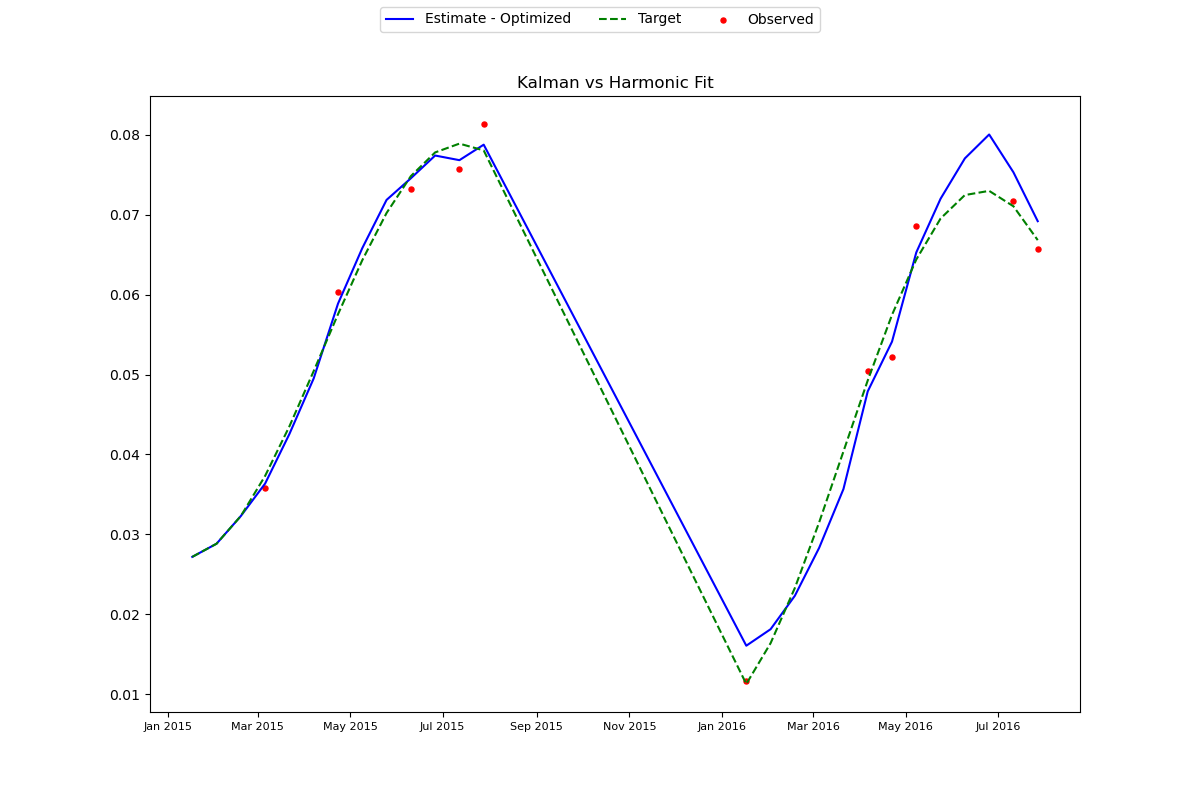 Estimate - Optimized Target Observed
Kalman vs Harmonic Fit
0.08
0.07
0.06
0.05
0.04
0.03
0.02
0.01
Jan 2015 Mar 2015 May 2015 Jul 2015 Sep 2015 Nov 2015 Jan 2016 Mar 2016 May 2016 Jul 2016